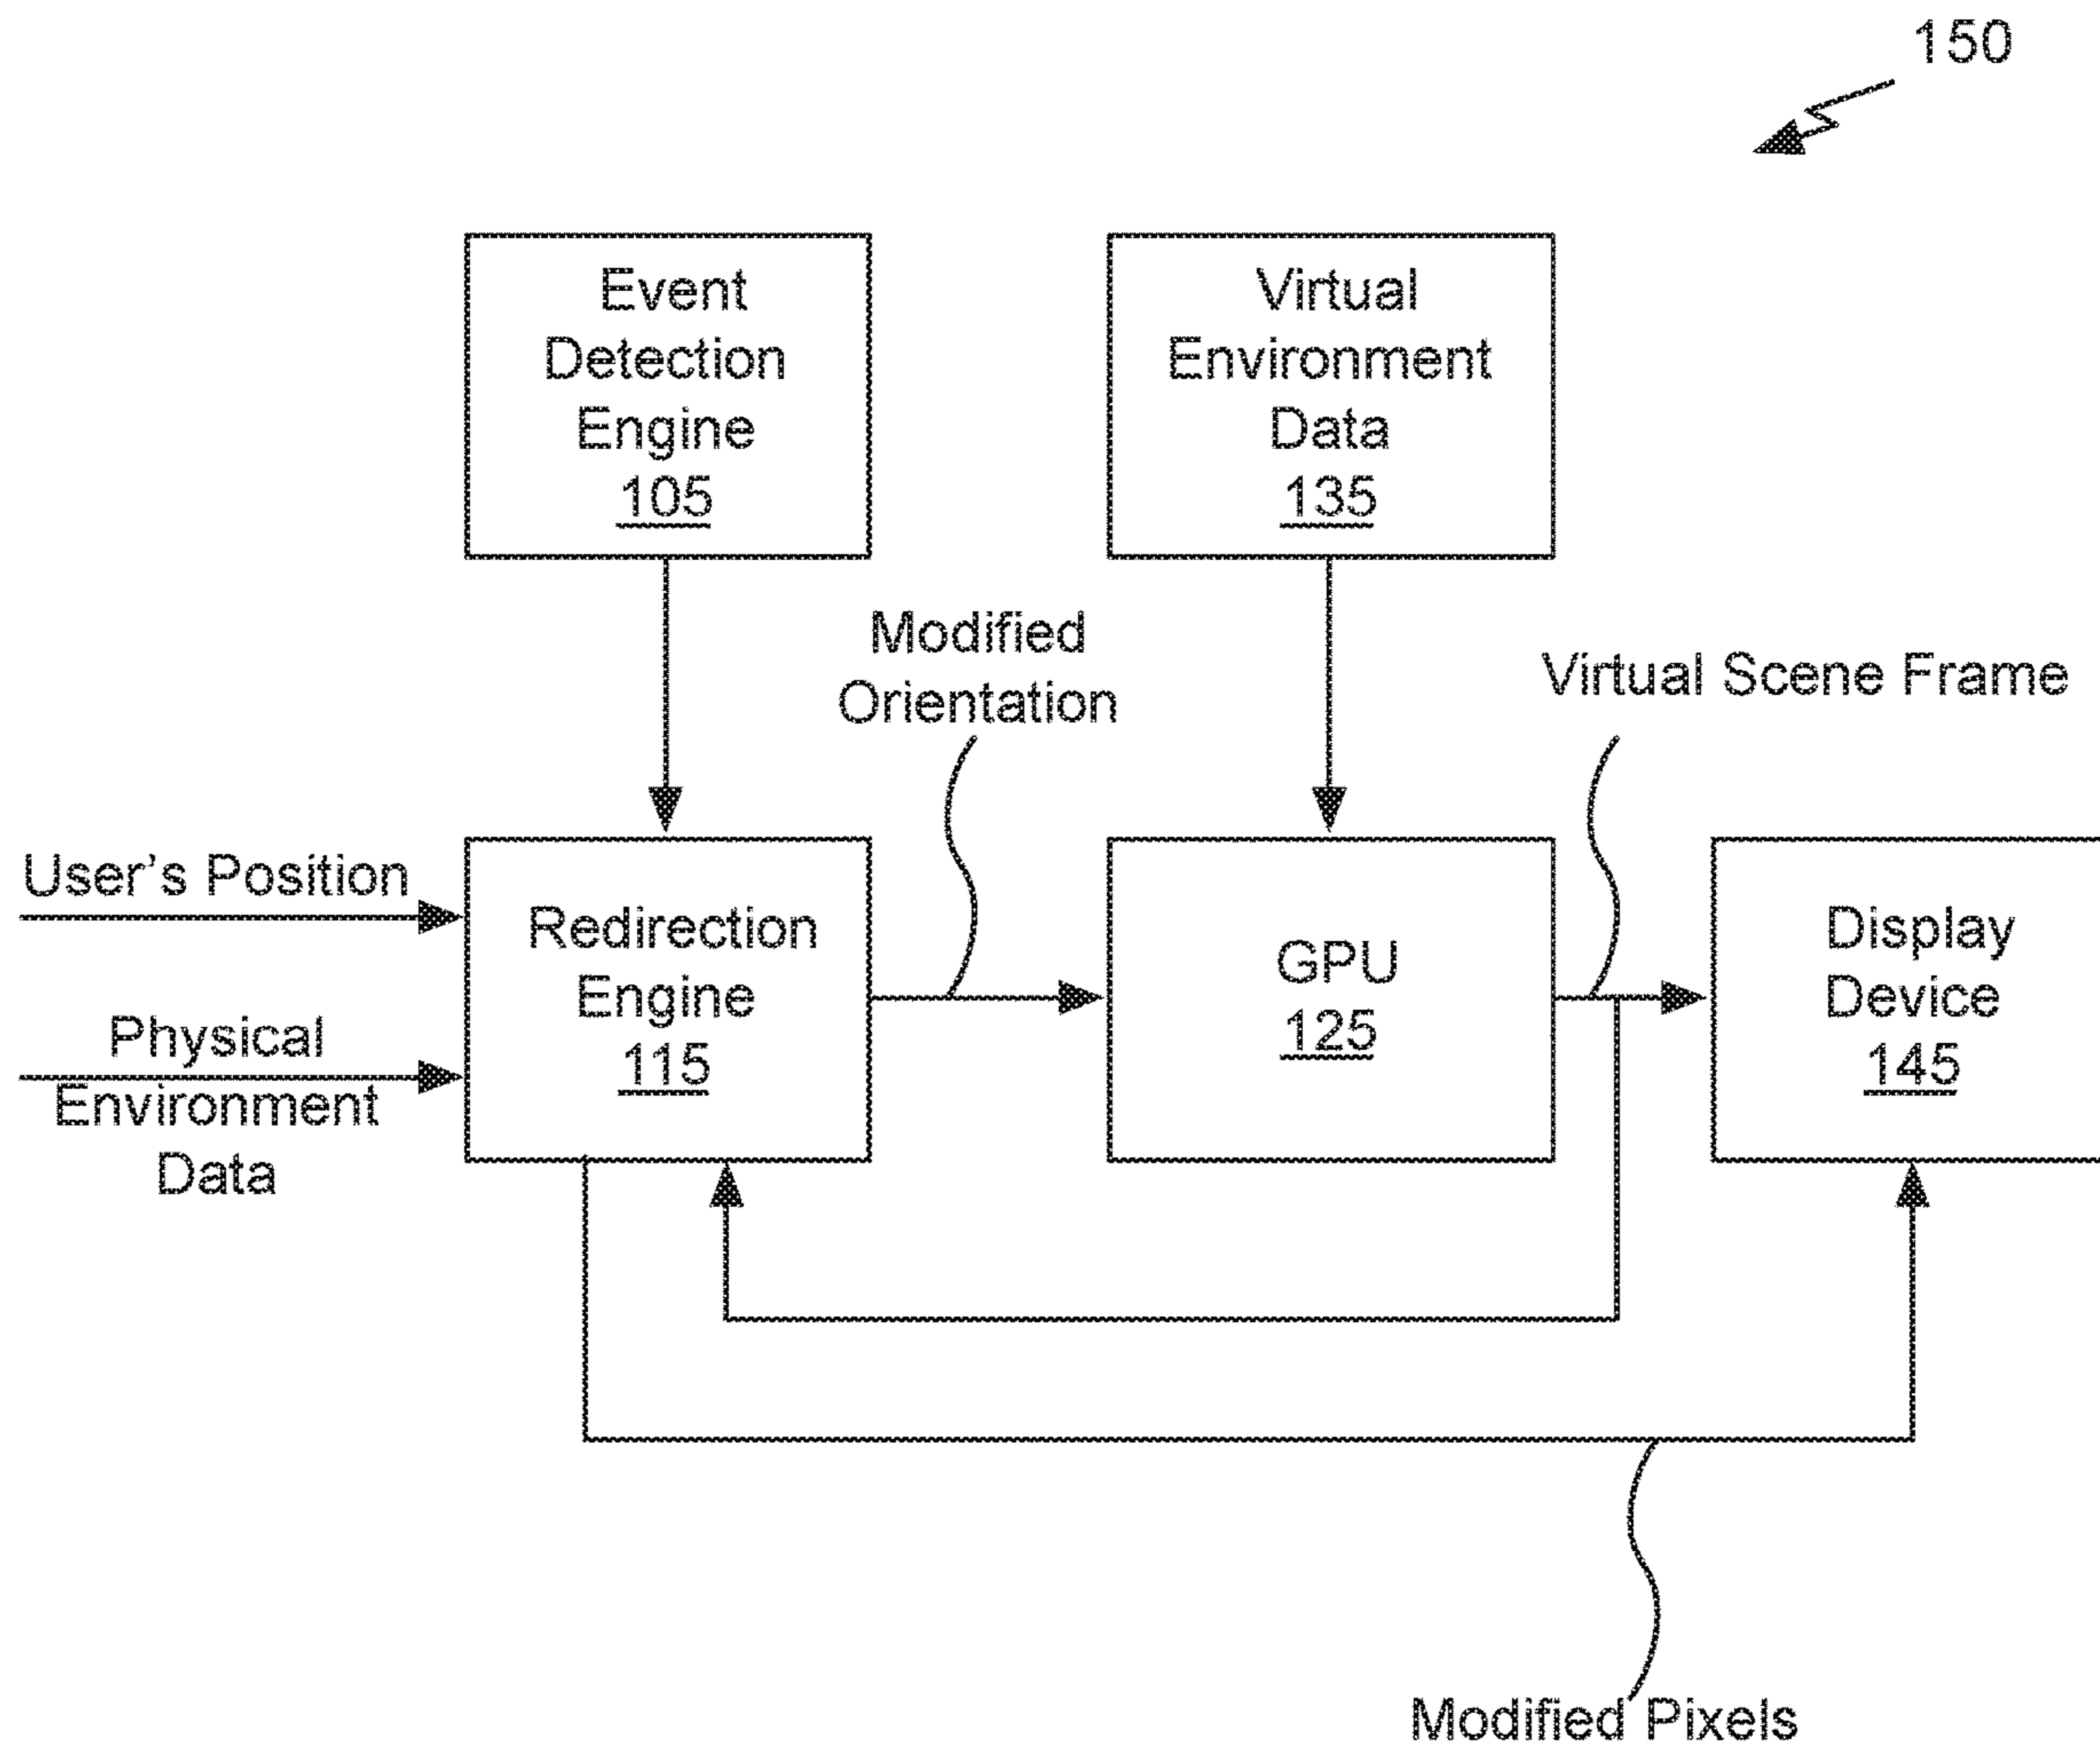 150
Event
Detection
Engine
105
Virtual
Environment
Data
135
Modified
Orientation
Virtual Scene Frame
User's Position
Physical
Environment
Data
Redirection
Engine
115
GPU
125
Display
Device
145
Modified Pixels